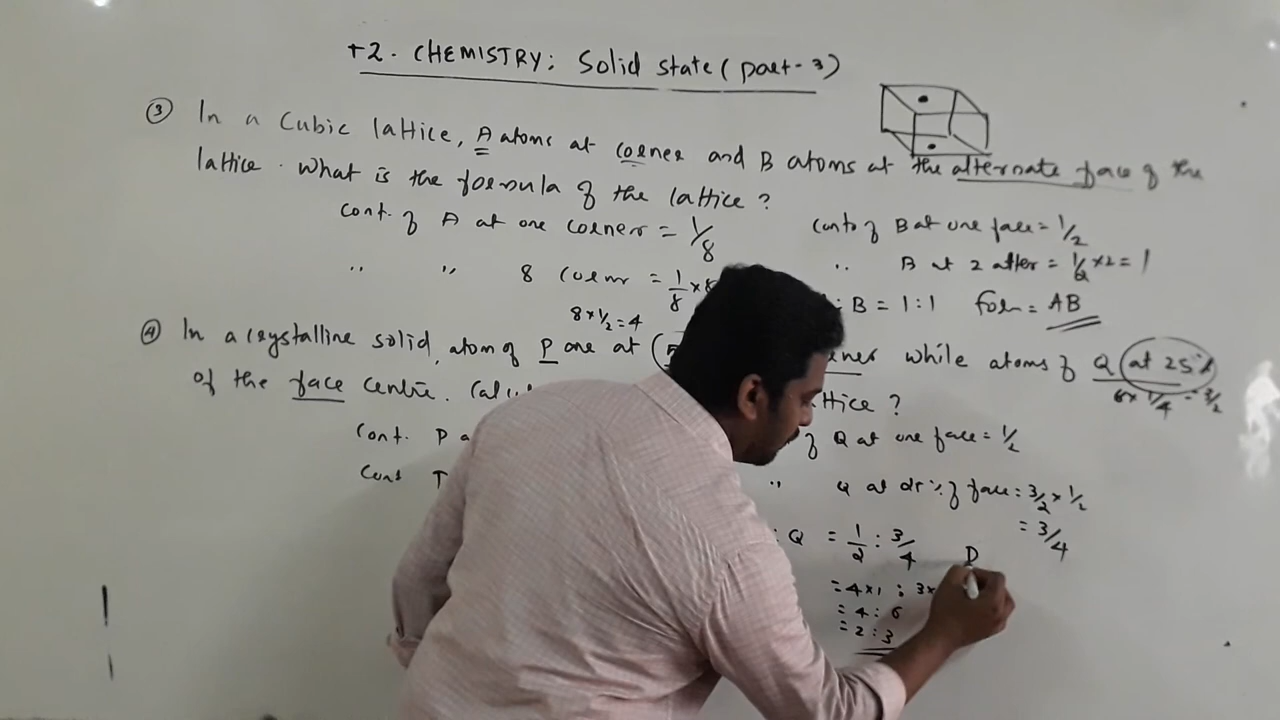 +2. CHEMISTRY: Solid state (part-3)
③ In a Cubic lattice, A atoms at corner and B atoms at the alternate face of the
lattice. What is the formula of the lattice?
Cont. of A at one corner = 1/8
Cont of B at one face = 1/2
" " 8 corner = 1/8 ×
" B at 2 alter = 1/2 × 2 = 1
8 × 1/2 = 4
: B = 1 : 1 Form = AB
④ In a crystalline solid, atom of P are at while atoms of Q at 25%
6 × 1/4 = 3/2
of the face centre. ttice?
Cont. P a
of Q at one face = 1/2
Cont
" Q at of face = 3/2 × 1/2
= 3/4
: Q = 1/2 : 3/4
= 4×1 : 3×
= 4 : 6
= 2 : 3
P